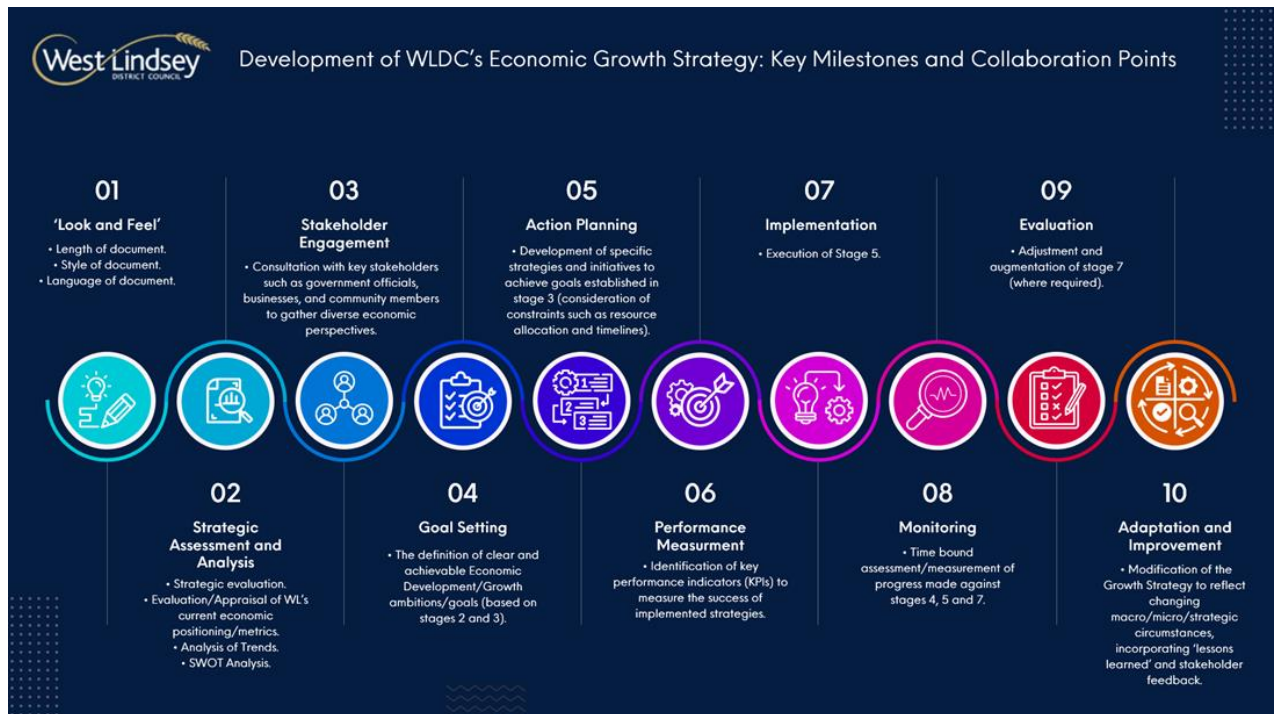 West Lindsey
DISTRICT COUNCIL
Development of WLDC's Economic Growth Strategy: Key Milestones and Collaboration Points
01
'Look and Feel'
• Length of document.
• Style of document.
• Language of document.
03
Stakeholder
Engagement
• Consultation with key stakeholders
such as government officials,
businesses, and community members
to gather diverse economic
perspectives.
05
Action Planning
• Development of specific
strategies and initiatives to
achieve goals established in
stage 3 (consideration of
constraints such as resource
allocation and timelines).
07
Implementation
• Execution of Stage 5.
09
Evaluation
• Adjustment and
augmentation of stage 7
(where required).
1
2
3
02
Strategic
Assessment and
Analysis
• Strategic evaluation.
• Evaluation/Appraisal of WL's
current economic
positioning/metrics.
• Analysis of Trends.
• SWOT Analysis.
04
Goal Setting
• The definition of clear and
achievable Economic
Development/Growth
ambitions/goals (based on
stages 2 and 3).
06
Performance
Measurment
• Identification of key
performance indicators (KPIs) to
measure the success of
implemented strategies.
08
Monitoring
• Time bound
assessment/measurement of
progress made against
stages 4, 5 and 7.
10
Adaptation and
Improvement
• Modification of the
Growth Strategy to reflect
changing
macro/micro/strategic
circumstances,
incorporating 'lessons
learned' and stakeholder
feedback.